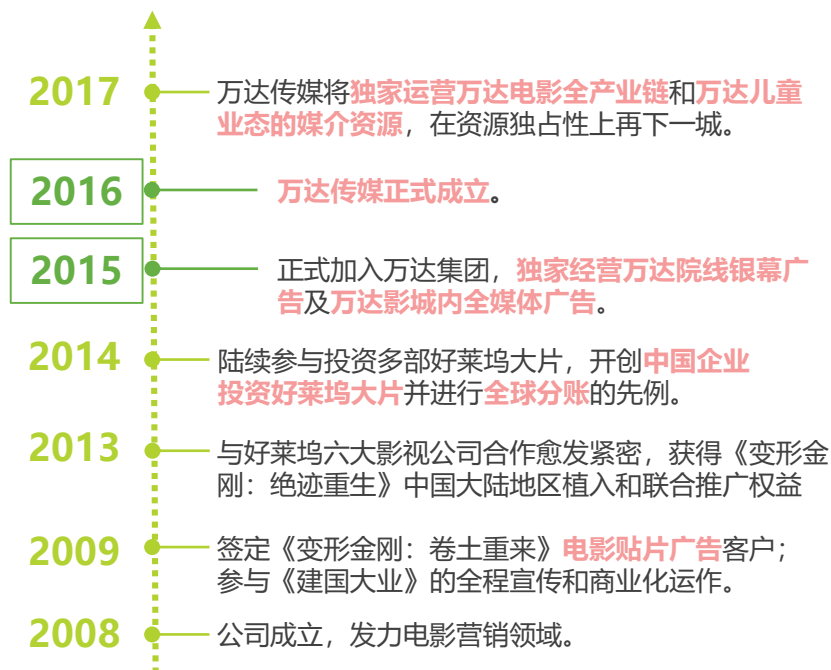 2017
万达传媒将独家运营万达电影全产业链和万达儿童
业态的媒介资源，在资源独占性上再下一城。
2016
万达传媒正式成立。
2015
正式加入万达集团，独家经营万达院线银幕广
告及万达影城内全媒体广告。
2014
陆续参与投资多部好莱坞大片，开创中国企业
投资好莱坞大片并进行全球分账的先例。
2013
与好莱坞六大影视公司合作愈发紧密，获得《变形金
刚：绝迹重生》中国大陆地区植入和联合推广权益
2009
签定《变形金刚：卷土重来》电影贴片广告客户；
参与《建国大业》的全程宣传和商业化运作。
2008
公司成立，发力电影营销领域。